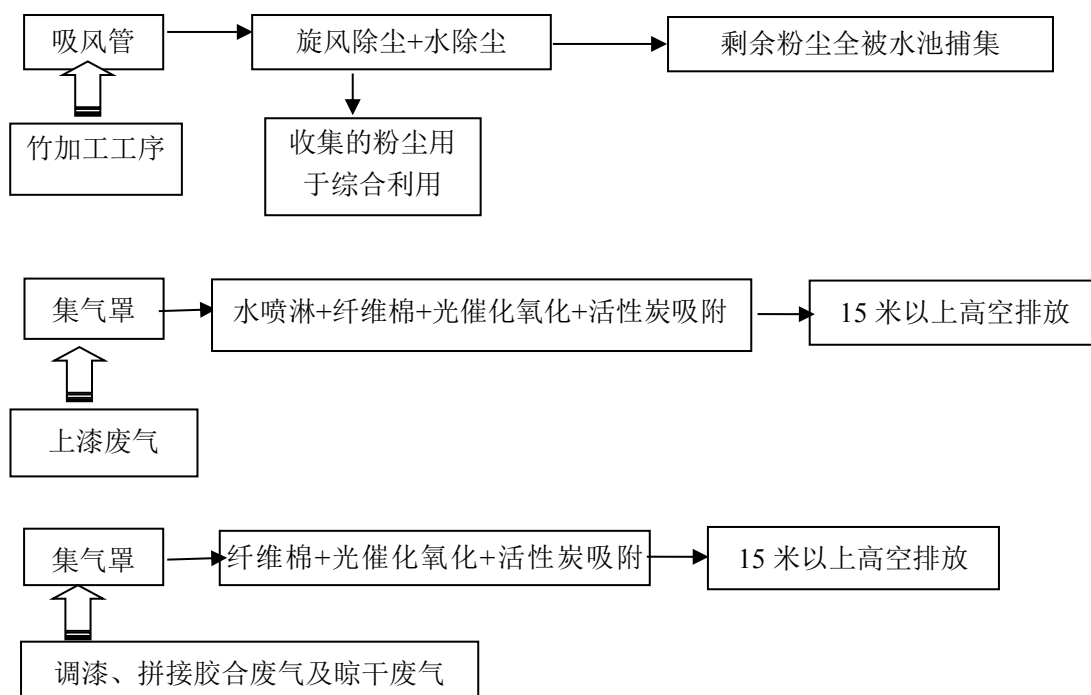 吸风管
旋风除尘+水除尘
剩余粉尘全被水池捕集
竹加工工序
收集的粉尘用
于综合利用
集气罩
水喷淋+纤维棉+光催化氧化+活性炭吸附
15 米以上高空排放
上漆废气
集气罩
纤维棉+光催化氧化+活性炭吸附
15 米以上高空排放
调漆、拼接胶合废气及晾干废气